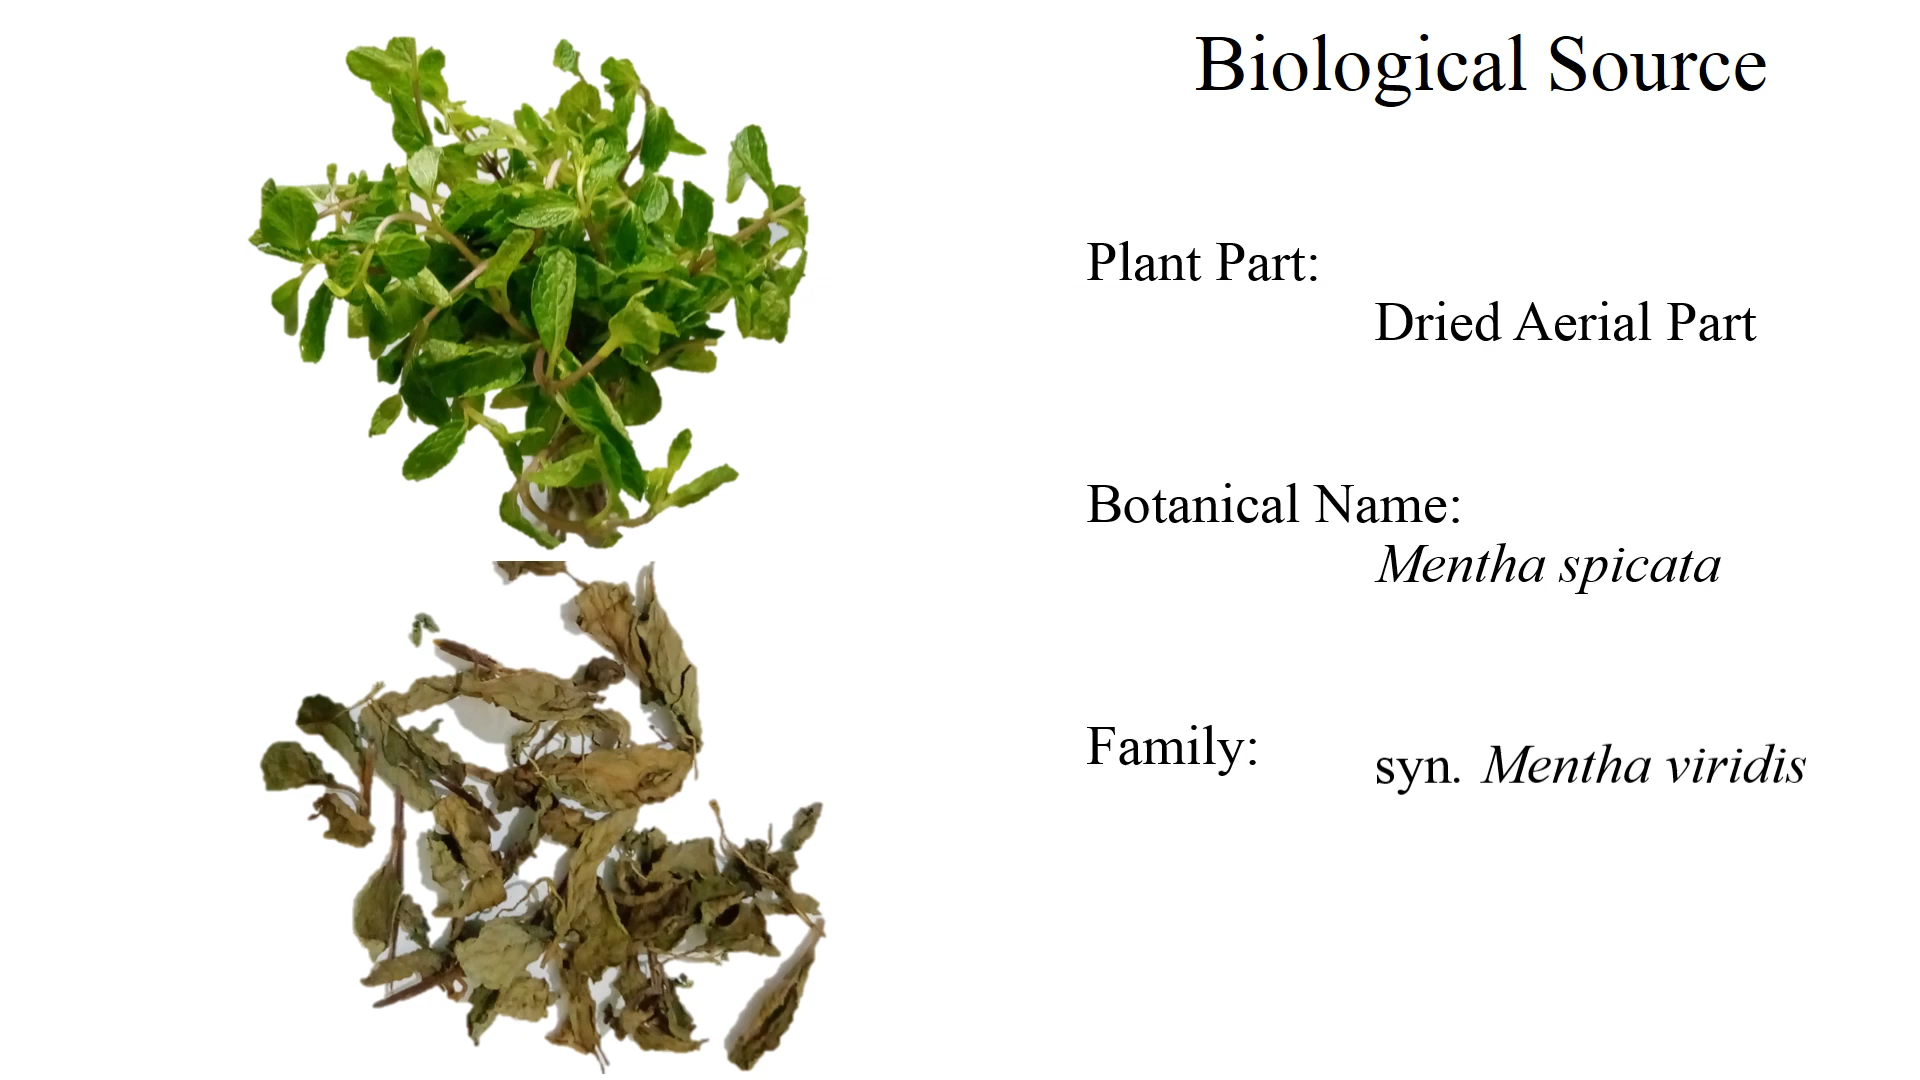 Biological Source
Plant Part:
Dried Aerial Part
Botanical Name:
Mentha spicata
Family:
syn. Mentha viridis